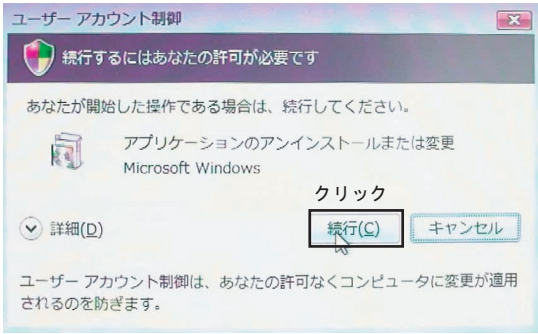 ユーザー アカウント制御
続行するにはあなたの許可が必要です
あなたが開始した操作である場合は、続行してください。
アプリケーションのアンインストールまたは変更
Microsoft Windows
クリック
詳細(D)
続行(C)
キャンセル
ユーザー アカウント制御は、あなたの許可なくコンピュータに変更が適用
されるのを防ぎます。